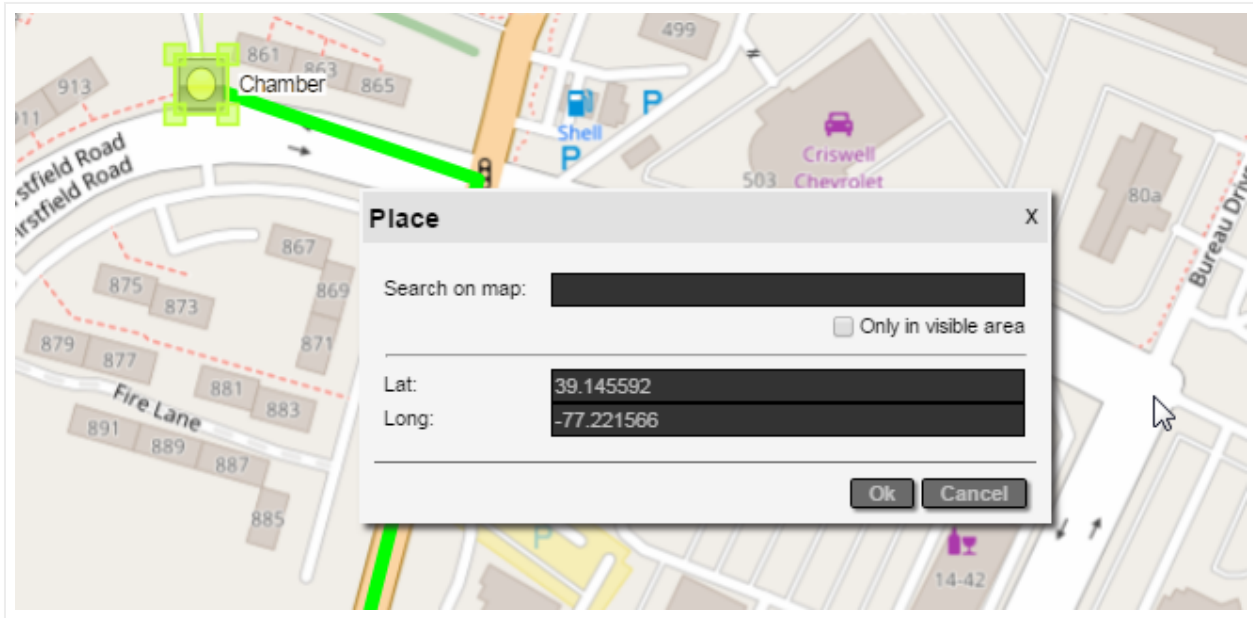 499
861
863
865
Chamber
913
911
Shell
P
P
Criswell
Chevrolet
503
80a
Firstfield Road
Firstfield Road
Bureau Driv
Place
X
867
869
875
873
871
879
877
881
883
Fire Lane
891
889
887
885
Search on map:
Only in visible area
Lat:
39.145592
Long:
-77.221566
Ok
Cancel
P
14-42